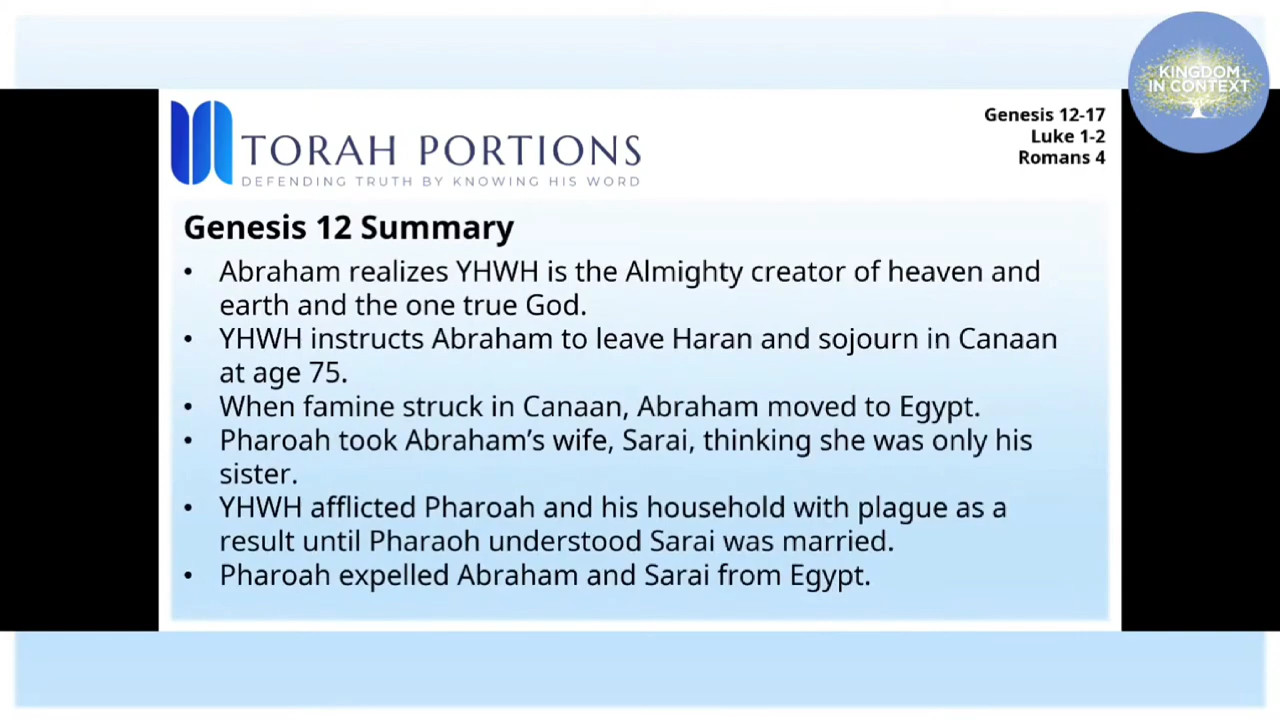 KINGDOM
IN CONTEXT
Genesis 12-17
Luke 1-2
Romans 4
TORAH PORTIONS
DEFENDING TRUTH BY KNOWING HIS WORD
Genesis 12 Summary
• Abraham realizes YHWH is the Almighty creator of heaven and
earth and the one true God.
• YHWH instructs Abraham to leave Haran and sojourn in Canaan
at age 75.
• When famine struck in Canaan, Abraham moved to Egypt.
• Pharoah took Abraham’s wife, Sarai, thinking she was only his
sister.
• YHWH afflicted Pharoah and his household with plague as a
result until Pharaoh understood Sarai was married.
• Pharoah expelled Abraham and Sarai from Egypt.